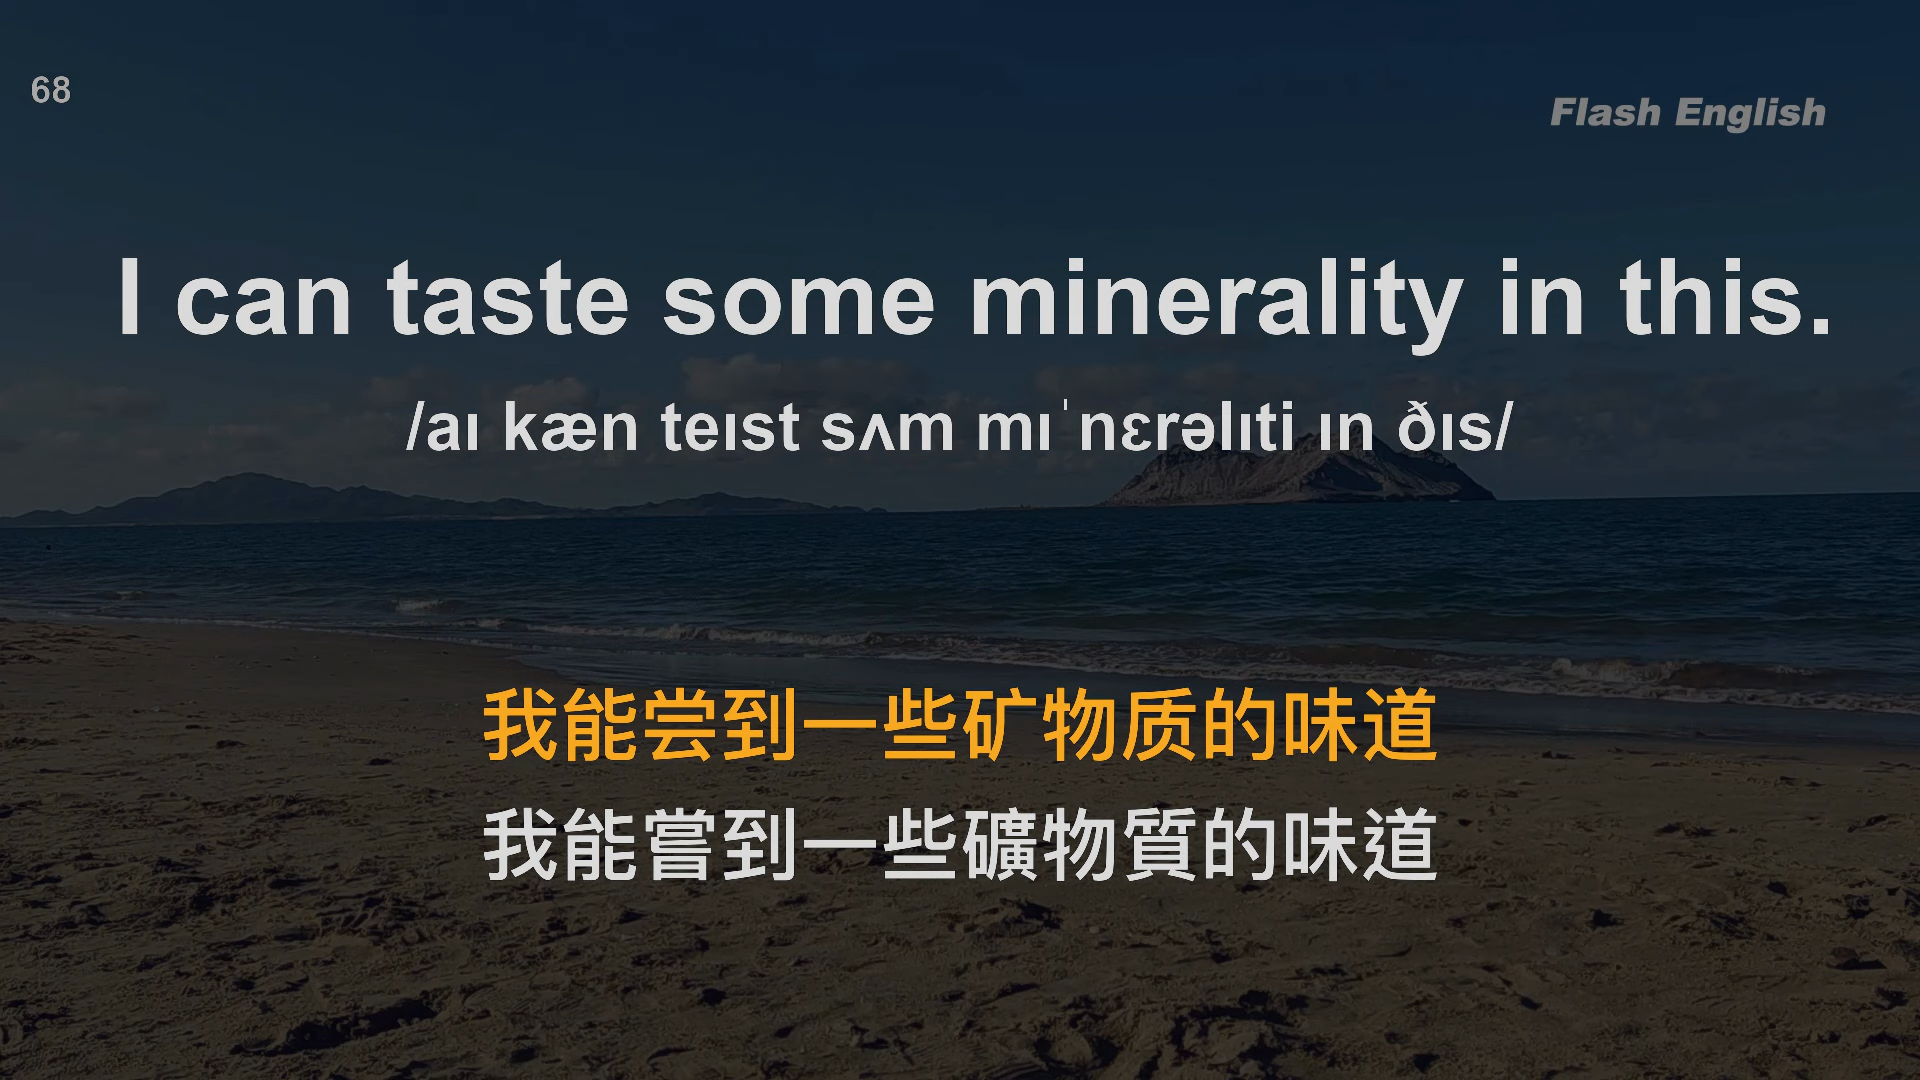 68
Flash English
I can taste some minerality in this.
/aɪ kæn teɪst sʌm mɪˈnɛrəlɪti ɪn ðɪs/
我能尝到一些矿物质的味道
我能嘗到一些礦物質的味道